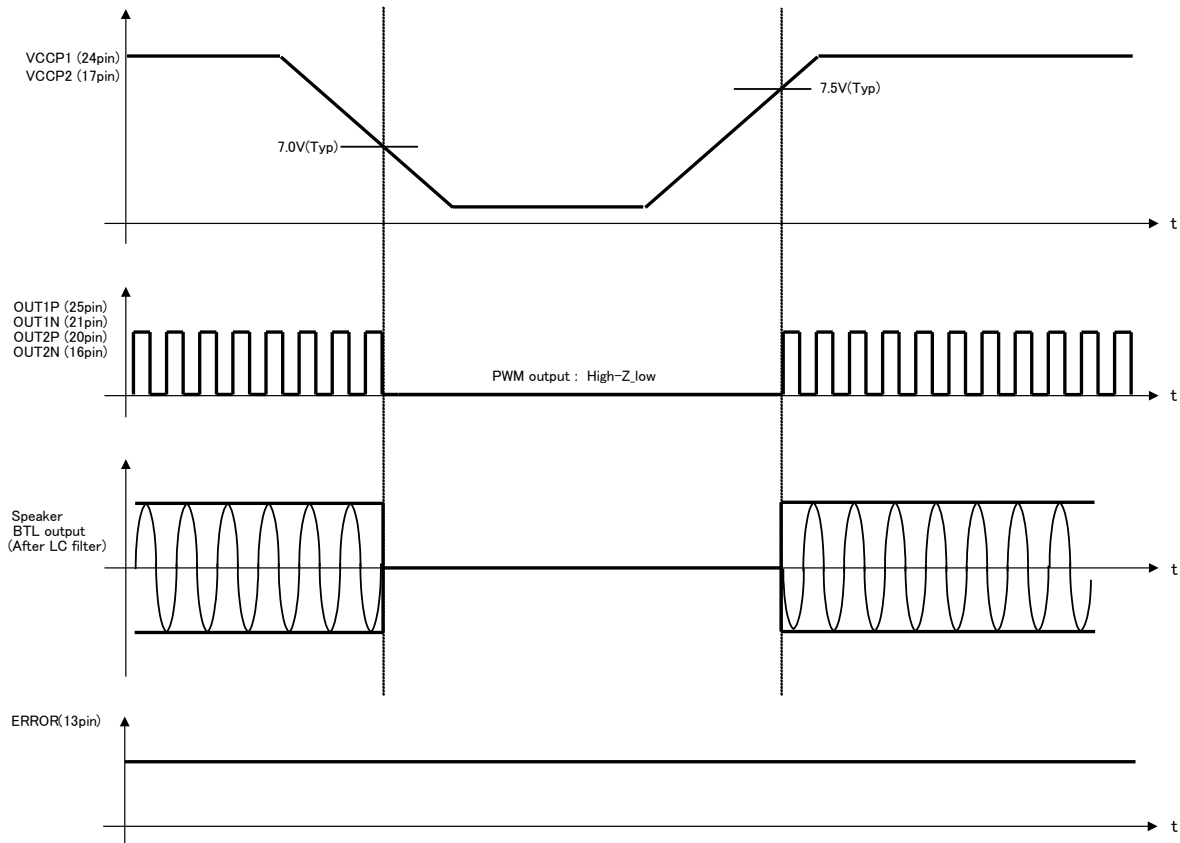 VCCP1 (24pin)
VCCP2 (17pin)
7.5V(Typ)
7.0V(Typ)
t
OUT1P (25pin)
OUT1N (21pin)
OUT2P (20pin)
OUT2N (16pin)
PWM output :  High-Z_low
t
Speaker
BTL output
(After LC filter)
t
ERROR(13pin)
t